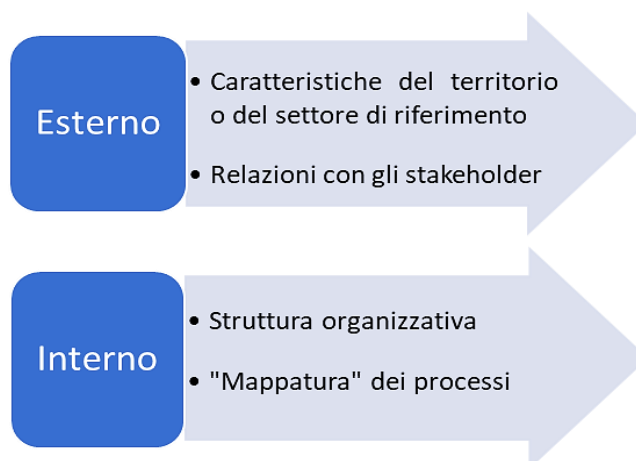 Esterno
• Caratteristiche del territorio
o del settore di riferimento
• Relazioni con gli stakeholder
Interno
• Struttura organizzativa
• "Mappatura" dei processi